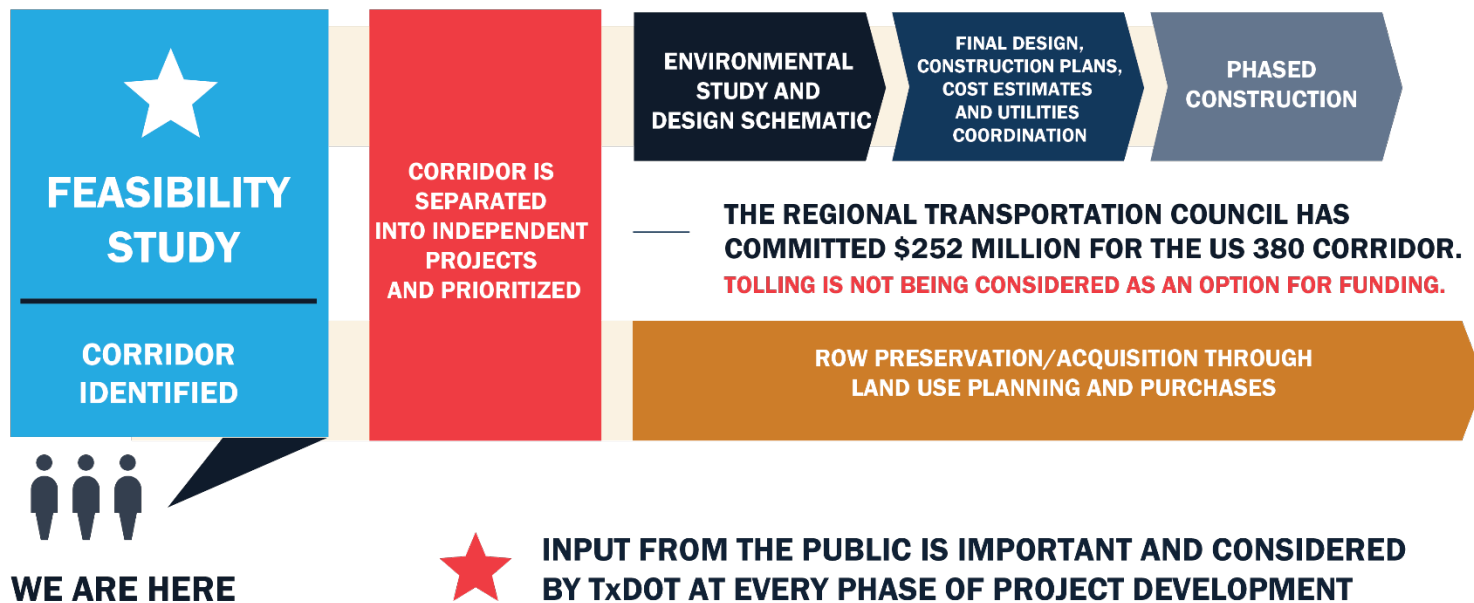 FEASIBILITY
STUDY
CORRIDOR
IDENTIFIED
WE ARE HERE
CORRIDOR IS
SEPARATED
INTO INDEPENDENT
PROJECTS
AND PRIORITIZED
ENVIRONMENTAL
STUDY AND
DESIGN SCHEMATIC
FINAL DESIGN,
CONSTRUCTION PLANS,
COST ESTIMATES
AND UTILITIES
COORDINATION
PHASED
CONSTRUCTION
THE REGIONAL TRANSPORTATION COUNCIL HAS
COMMITTED $252 MILLION FOR THE US 380 CORRIDOR.
TOLLING IS NOT BEING CONSIDERED AS AN OPTION FOR FUNDING.
ROW PRESERVATION/ACQUISITION THROUGH
LAND USE PLANNING AND PURCHASES
INPUT FROM THE PUBLIC IS IMPORTANT AND CONSIDERED
BY TxDOT AT EVERY PHASE OF PROJECT DEVELOPMENT